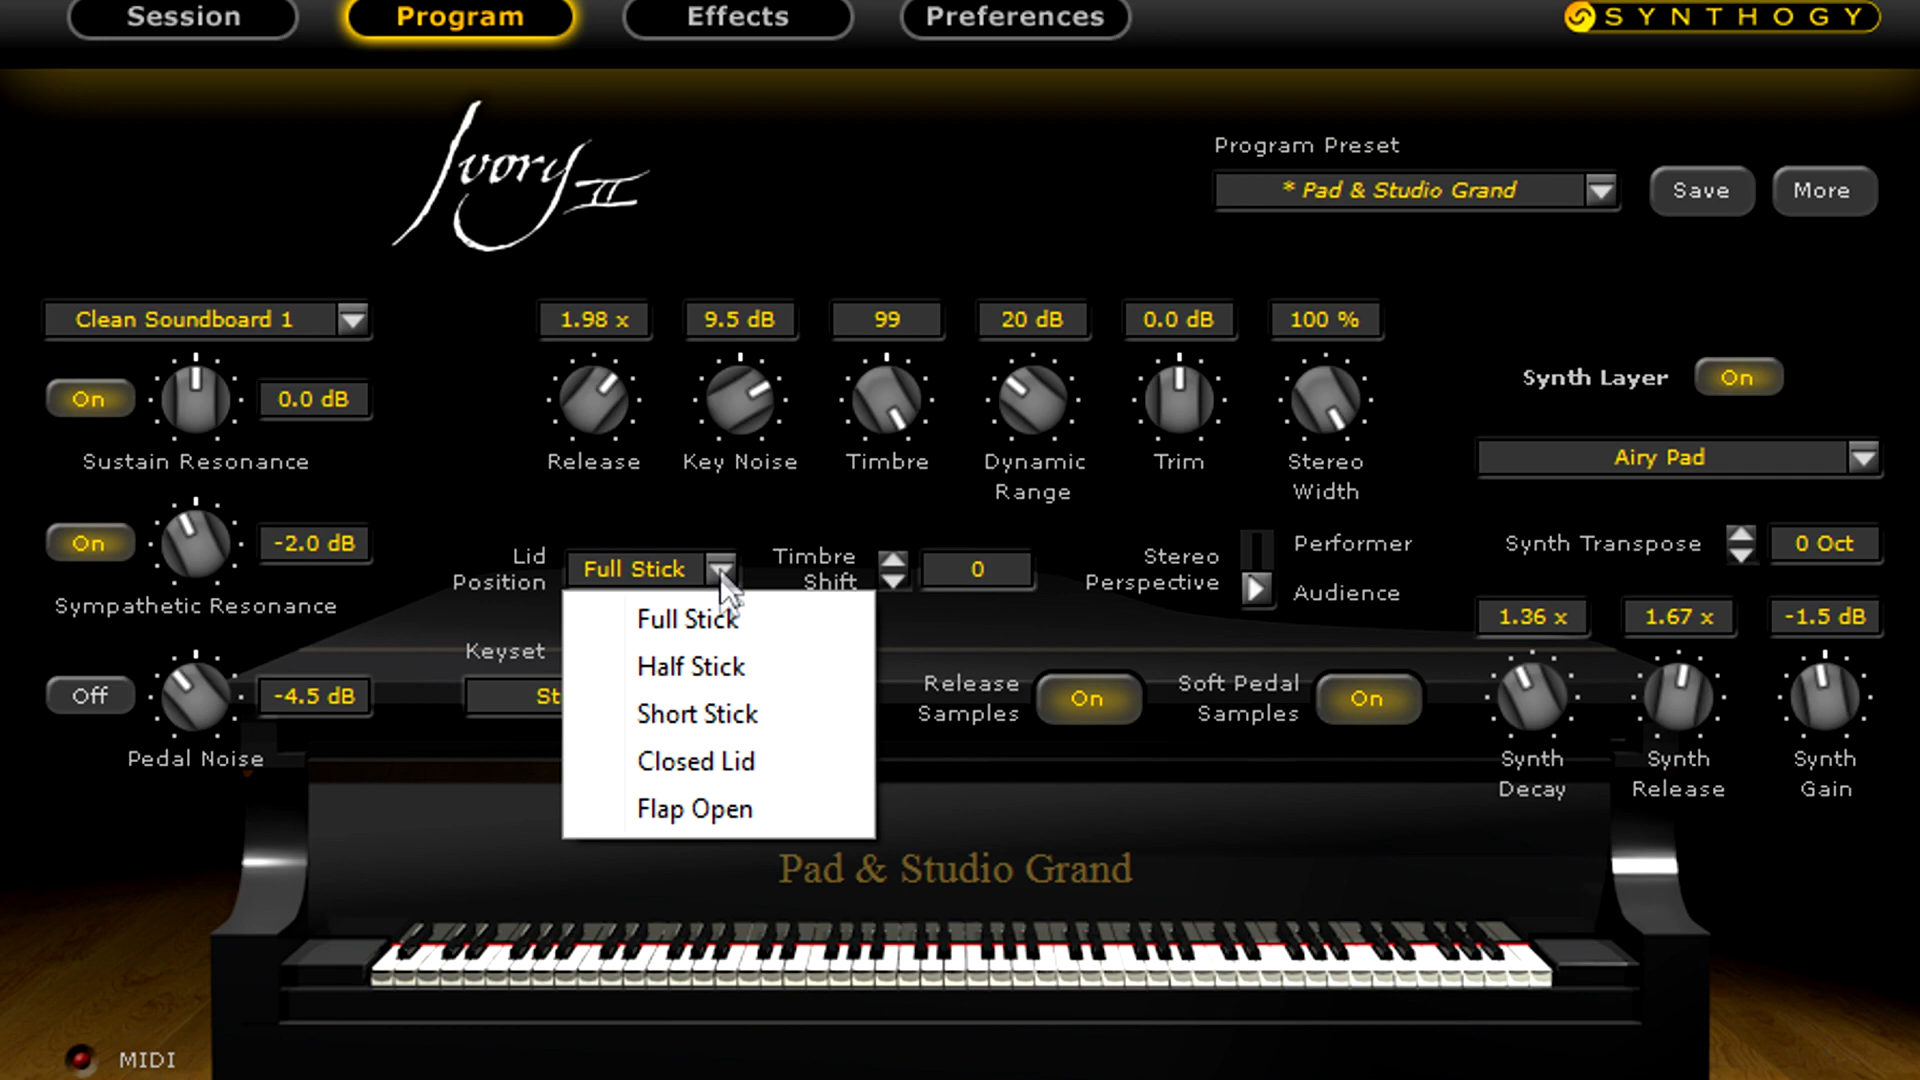 Session
Program
Effects
Preferences
SYNTHOGY
Ivory II
Program Preset
* Pad & Studio Grand
Save
More
Clean Soundboard 1
1.98 x
9.5 dB
99
20 dB
0.0 dB
100 %
On
0.0 dB
Sustain Resonance
Release
Key Noise
Timbre
Dynamic
Range
Trim
Stereo
Width
Synth Layer
On
Airy Pad
On
-2.0 dB
Sympathetic Resonance
Lid
Position
Full Stick
Timbre
Shift
0
Stereo
Perspective
Performer
Audience
Synth Transpose
0 Oct
Full Stick
Half Stick
Short Stick
Closed Lid
Flap Open
Keyset
St
Release
Samples
On
Soft Pedal
Samples
On
1.36 x
1.67 x
-1.5 dB
Synth
Decay
Synth
Release
Synth
Gain
Off
-4.5 dB
Pedal Noise
Pad & Studio Grand
MIDI